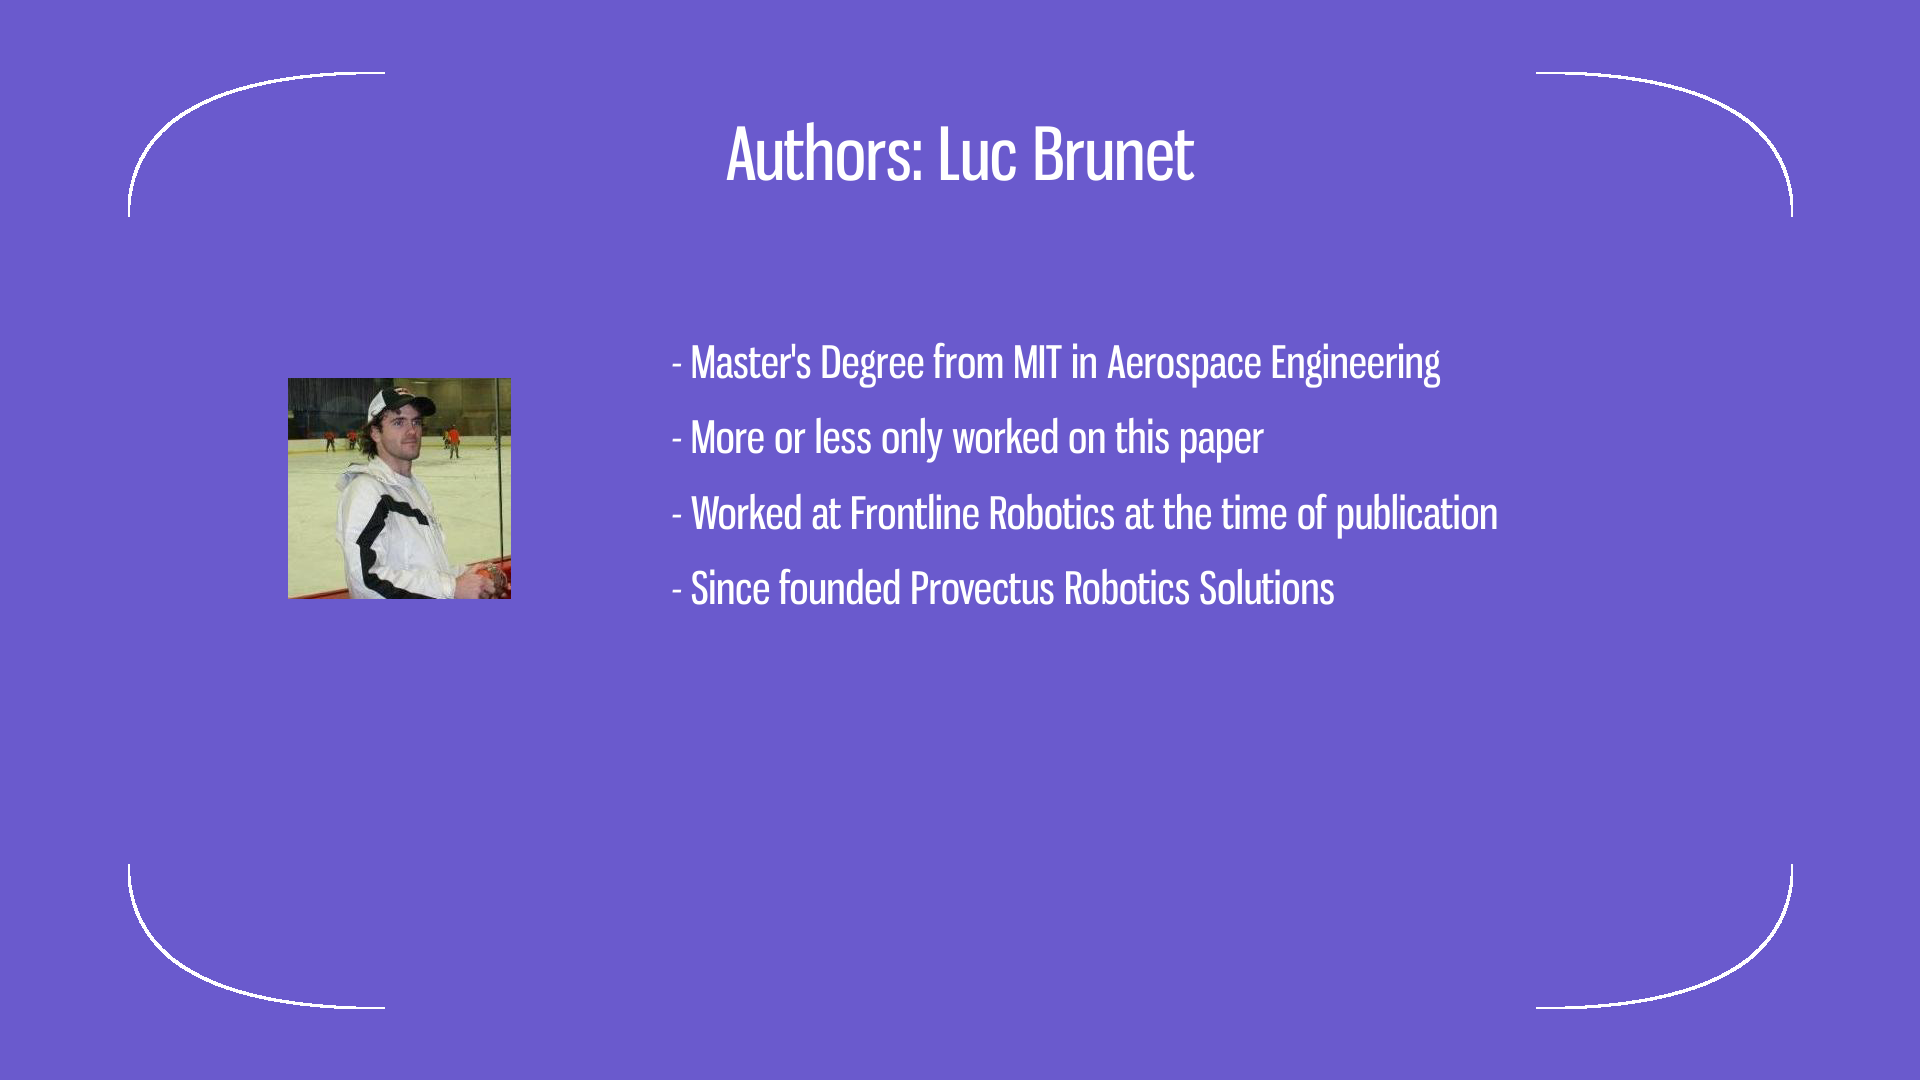 Authors: Luc Brunet
- Master's Degree from MIT in Aerospace Engineering
- More or less only worked on this paper
- Worked at Frontline Robotics at the time of publication
- Since founded Provectus Robotics Solutions